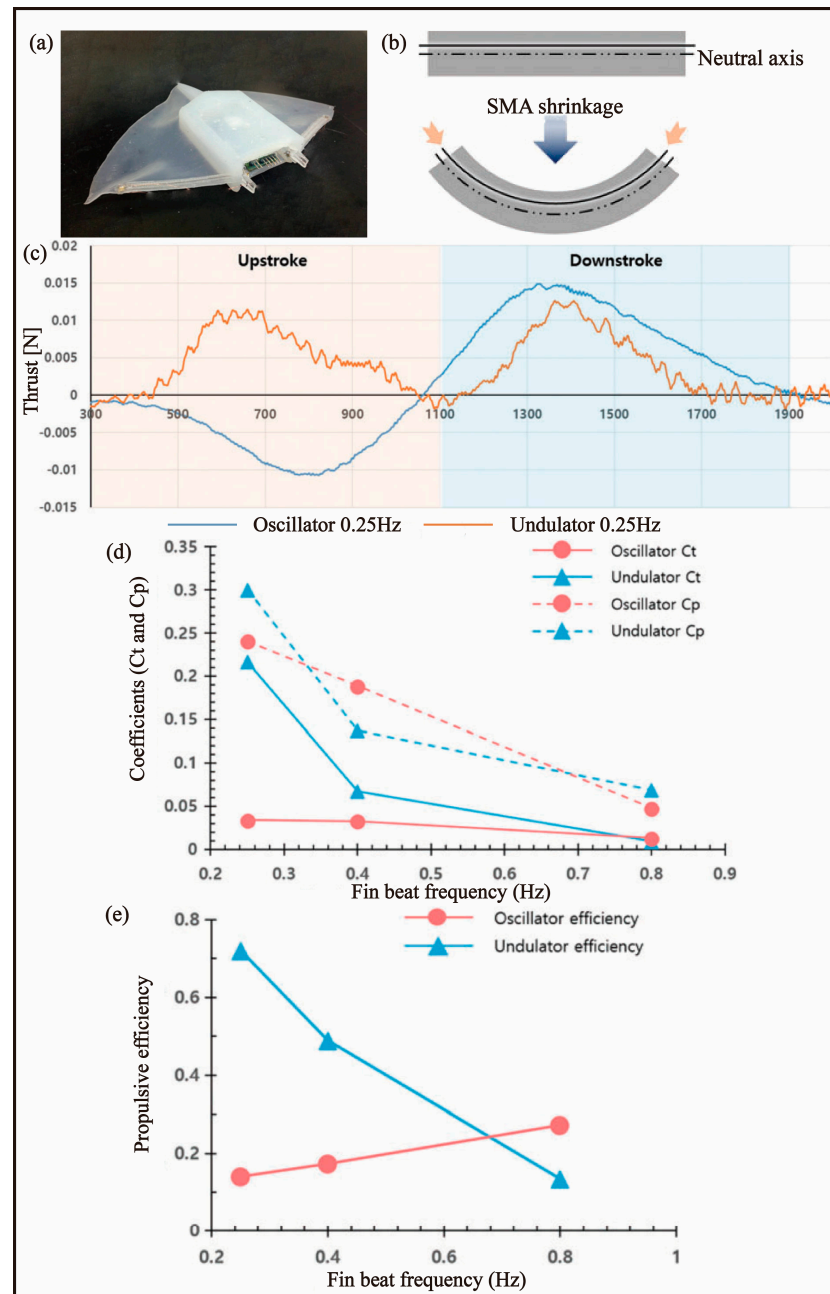 (a)
(b)
Neutral axis
SMA shrinkage
(c)
0.02
Upstroke
Downstroke
0.015
0.01
0.005
0
-0.005
-0.01
-0.015
Thrust [N]
300 500 700 900 1100 1300 1500 1700 1900
Oscillator 0.25Hz
Undulator 0.25Hz
(d)
0.35
0.3
0.25
0.2
0.15
0.1
0.05
0
Coefficients (Ct and Cp)
Oscillator Ct
Undulator Ct
Oscillator Cp
Undulator Cp
0.2 0.3 0.4 0.5 0.6 0.7 0.8 0.9
Fin beat frequency (Hz)
(e)
0.8
0.6
0.4
0.2
0
Propulsive efficiency
Oscillator efficiency
Undulator efficiency
0.2 0.4 0.6 0.8 1
Fin beat frequency (Hz)